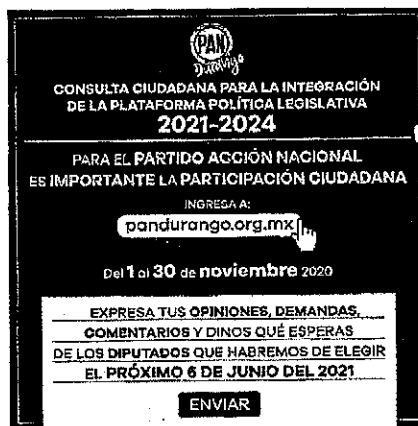 PAN
Durango
CONSULTA CIUDADANA PARA LA INTEGRACIÓN
DE LA PLATAFORMA POLÍTICA LEGISLATIVA
2021-2024
PARA EL PARTIDO ACCIÓN NACIONAL
ES IMPORTANTE LA PARTICIPACIÓN CIUDADANA
INGRESA A:
pandurango.org.mx
Del 1 al 30 de noviembre 2020
EXPRESA TUS OPINIONES, DEMANDAS,
COMENTARIOS Y DINOS QUÉ ESPERAS
DE LOS DIPUTADOS QUE HABREMOS DE ELEGIR
EL PRÓXIMO 6 DE JUNIO DEL 2021
ENVIAR